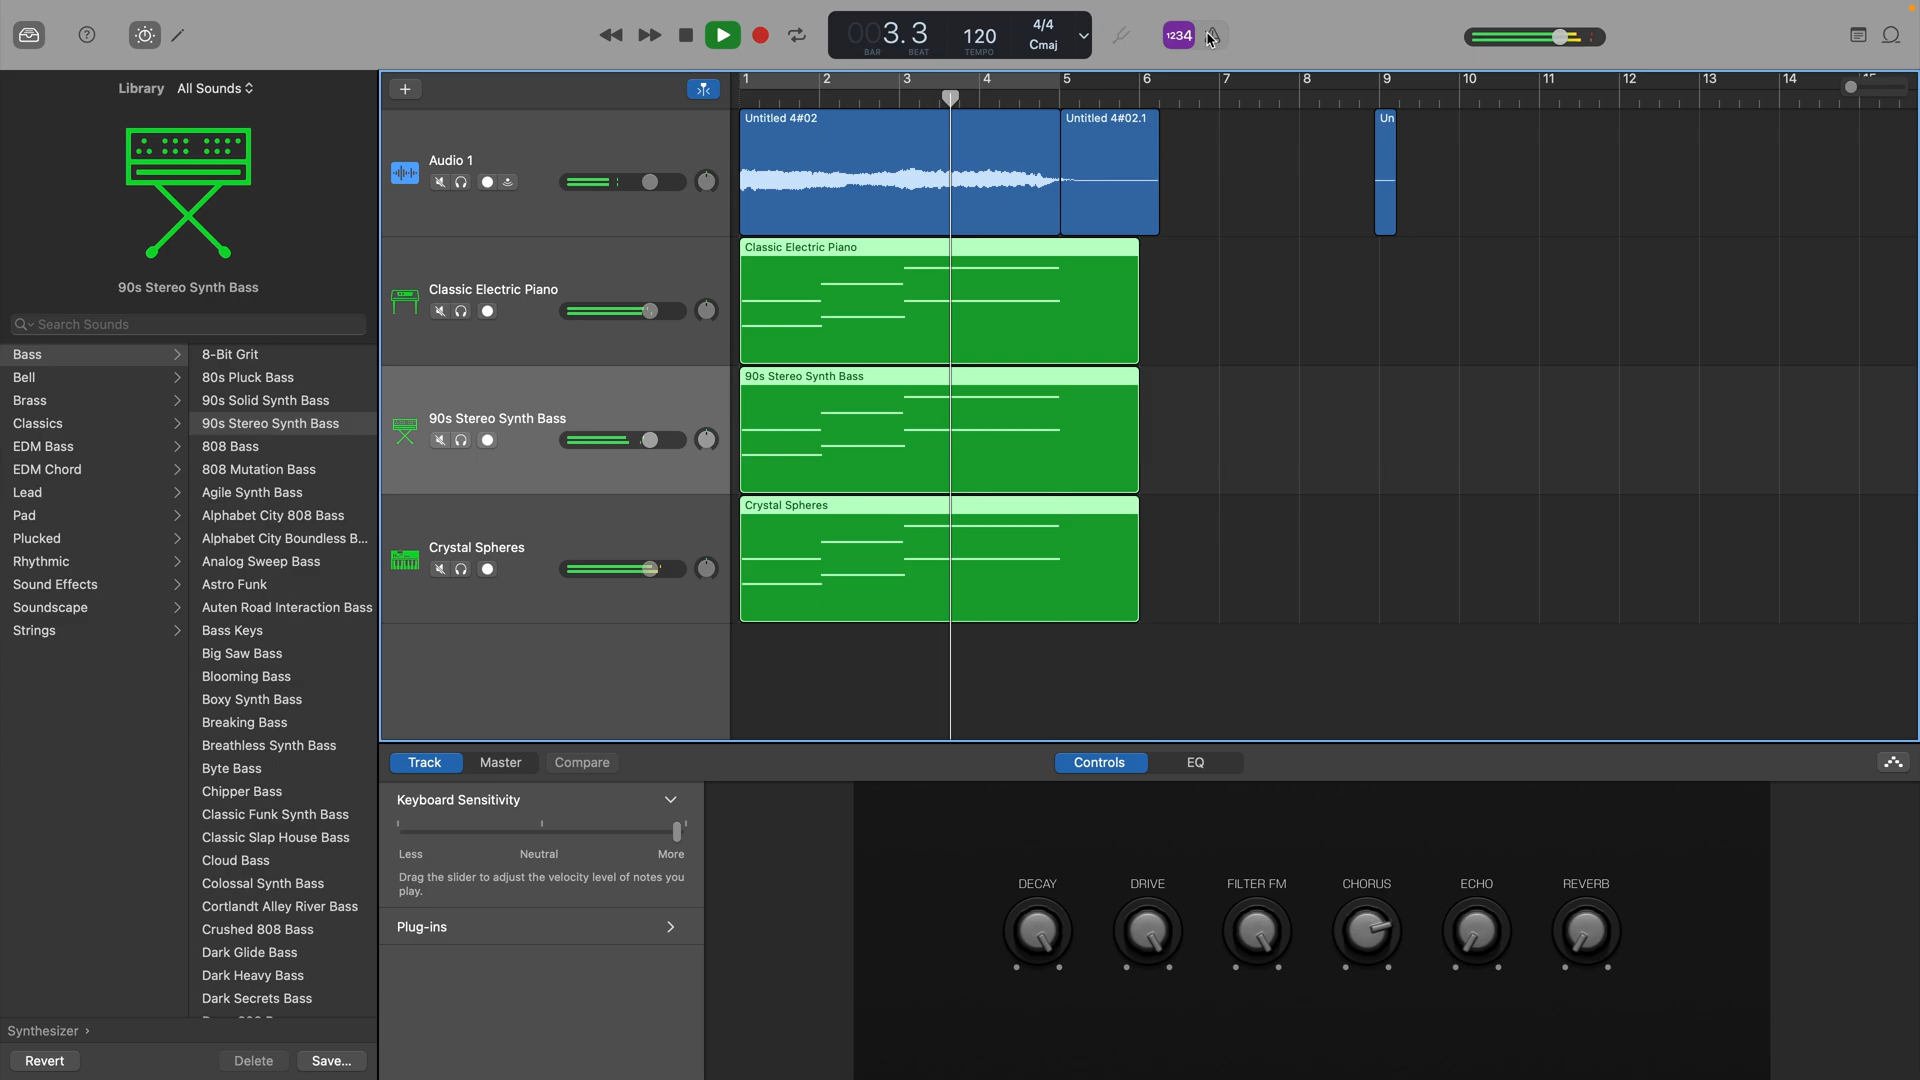 003.3
BAR
BEAT
120
TEMPO
4/4
Cmaj
1234
Library
All Sounds
90s Stereo Synth Bass
Search Sounds
Bass
Bell
Brass
Classics
EDM Bass
EDM Chord
Lead
Pad
Plucked
Rhythmic
Sound Effects
Soundscape
Strings
8-Bit Grit
80s Pluck Bass
90s Solid Synth Bass
90s Stereo Synth Bass
808 Bass
808 Mutation Bass
Agile Synth Bass
Alphabet City 808 Bass
Alphabet City Boundless B...
Analog Sweep Bass
Astro Funk
Auten Road Interaction Bass
Bass Keys
Big Saw Bass
Blooming Bass
Boxy Synth Bass
Breaking Bass
Breathless Synth Bass
Byte Bass
Chipper Bass
Classic Funk Synth Bass
Classic Slap House Bass
Cloud Bass
Colossal Synth Bass
Cortlandt Alley River Bass
Crushed 808 Bass
Dark Glide Bass
Dark Heavy Bass
Dark Secrets Bass
Synthesizer ›
Revert
Delete
Save...
1 2 3 4 5 6 7 8 9 10 11 12 13 14
Audio 1
Untitled 4#02
Untitled 4#02.1
Un
Classic Electric Piano
Classic Electric Piano
90s Stereo Synth Bass
90s Stereo Synth Bass
Crystal Spheres
Crystal Spheres
Track
Master
Compare
Controls
EQ
Keyboard Sensitivity
Less
Neutral
More
Drag the slider to adjust the velocity level of notes you
play.
Plug-ins
DECAY
DRIVE
FILTER FM
CHORUS
ECHO
REVERB